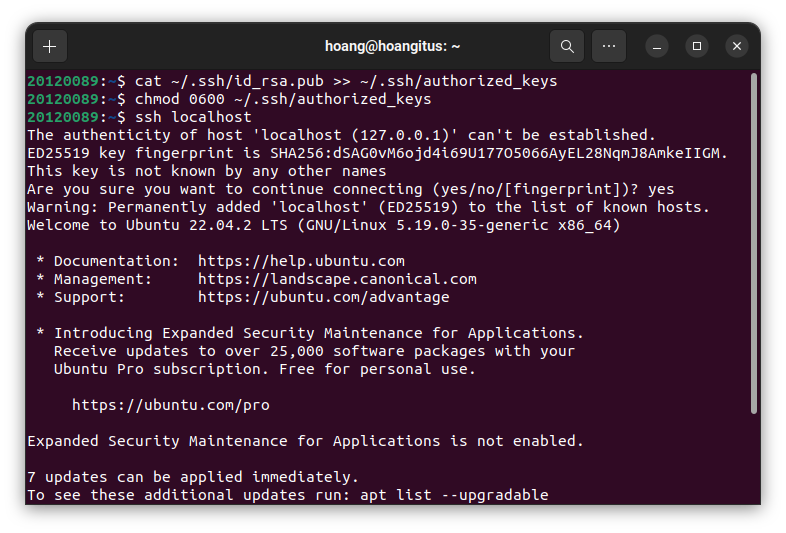 hoang@hoangitus: ~
20120089:~$ cat ~/.ssh/id_rsa.pub >> ~/.ssh/authorized_keys
20120089:~$ chmod 0600 ~/.ssh/authorized_keys
20120089:~$ ssh localhost
The authenticity of host 'localhost (127.0.0.1)' can't be established.
ED25519 key fingerprint is SHA256:dSAG0vM6ojd4i69U177O5066AyEL28NqmJ8AmkeIIGM.
This key is not known by any other names
Are you sure you want to continue connecting (yes/no/[fingerprint])? yes
Warning: Permanently added 'localhost' (ED25519) to the list of known hosts.
Welcome to Ubuntu 22.04.2 LTS (GNU/Linux 5.19.0-35-generic x86_64)
* Documentation:  https://help.ubuntu.com
* Management:     https://landscape.canonical.com
* Support:        https://ubuntu.com/advantage
* Introducing Expanded Security Maintenance for Applications.
Receive updates to over 25,000 software packages with your
Ubuntu Pro subscription. Free for personal use.
https://ubuntu.com/pro
Expanded Security Maintenance for Applications is not enabled.
7 updates can be applied immediately.
To see these additional updates run: apt list --upgradable